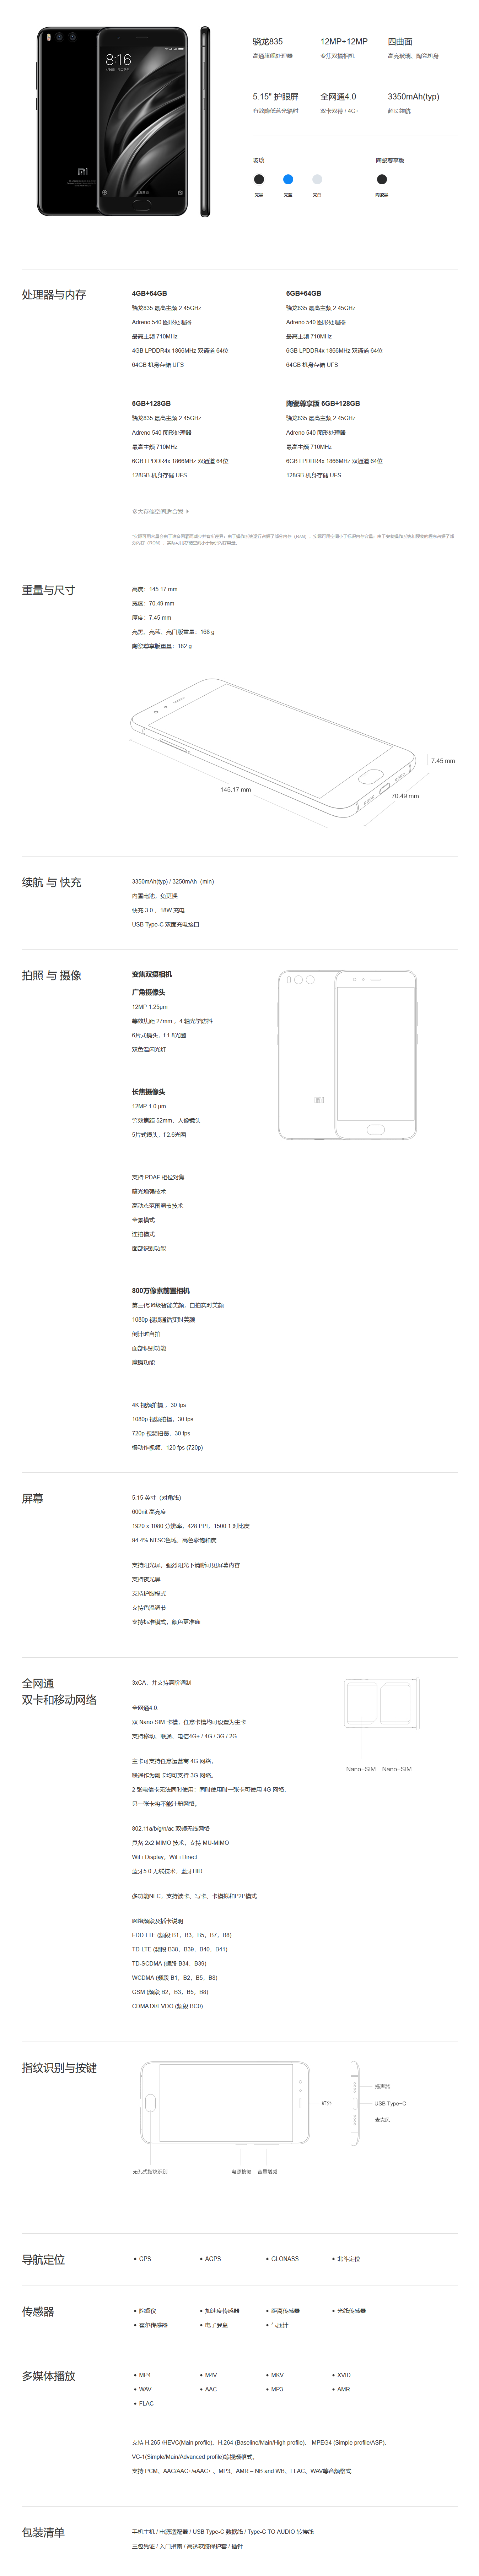 8:16
骁龙835 12MP+12MP 四曲面
高通旗舰处理器 变焦双摄相机 高亮玻璃，陶瓷机身
5.15" 护眼屏 全网通4.0 3350mAh(typ)
有效降低蓝光辐射 双卡双待 / 4G+ 超长续航
玻璃 陶瓷尊享版
亮黑 亮蓝 亮白 陶瓷黑
处理器与内存
4GB+64GB 6GB+64GB
骁龙835 最高主频 2.45GHz 骁龙835 最高主频 2.45GHz
Adreno 540 图形处理器 Adreno 540 图形处理器
最高主频 710MHz 最高主频 710MHz
4GB LPDDR4x 1866MHz 双通道 64位 6GB LPDDR4x 1866MHz 双通道 64位
64GB 机身存储 UFS 64GB 机身存储 UFS
6GB+128GB 陶瓷尊享版 6GB+128GB
骁龙835 最高主频 2.45GHz 骁龙835 最高主频 2.45GHz
Adreno 540 图形处理器 Adreno 540 图形处理器
最高主频 710MHz 最高主频 710MHz
6GB LPDDR4x 1866MHz 双通道 64位 6GB LPDDR4x 1866MHz 双通道 64位
128GB 机身存储 UFS 128GB 机身存储 UFS
多大存储空间适合我
重量与尺寸
高度：145.17 mm
宽度：70.49 mm
厚度：7.45 mm
亮黑、亮蓝、亮白版重量：168 g
陶瓷尊享版重量：182 g
7.45 mm
145.17 mm
70.49 mm
续航 与 快充
3350mAh(typ) / 3250mAh（min）
内置电池，免更换
快充 3.0 ，18W 充电
USB Type-C 双面充电接口
拍照 与 摄像
变焦双摄相机
广角摄像头
12MP 1.25μm
等效焦距 27mm ，4 轴光学防抖
6片式镜头，f 1.8光圈
双色温闪光灯
长焦摄像头
12MP 1.0 μm
等效焦距 52mm，人像镜头
5片式镜头，f 2.6光圈
支持 PDAF 相位对焦
暗光增强技术
高动态范围调节技术
全景模式
连拍模式
面部识别功能
800万像素前置相机
第三代36级智能美颜，自拍实时美颜
1080p 视频通话实时美颜
倒计时自拍
面部识别功能
魔镜功能
4K 视频拍摄 ，30 fps
1080p 视频拍摄，30 fps
720p 视频拍摄，30 fps
慢动作视频，120 fps (720p)
屏幕
5.15 英寸（对角线）
600nit 高亮度
1920 x 1080 分辨率，428 PPI，1500:1 对比度
94.4% NTSC色域，高色彩饱和度
支持阳光屏，强烈阳光下清晰可见屏幕内容
支持夜光屏
支持护眼模式
支持色温调节
支持标准模式，颜色更准确
全网通
双卡和移动网络
3xCA，并支持高阶调制
全网通4.0
双 Nano-SIM 卡槽，任意卡槽均可设置为主卡
支持移动、联通、电信4G+ / 4G / 3G / 2G
主卡可支持任意运营商 4G 网络，
联通作为副卡均可支持 3G 网络。
2 张电信卡无法同时使用：同时使用时一张卡可使用 4G 网络，
另一张卡将不能注册网络。
Nano-SIM Nano-SIM
802.11a/b/g/n/ac 双频无线网络
具备 2x2 MIMO 技术，支持 MU-MIMO
WiFi Display，WiFi Direct
蓝牙5.0 无线技术，蓝牙HID
多功能NFC，支持读卡、写卡、卡模拟和P2P模式
网络频段及插卡说明
FDD-LTE (频段 B1、B3、B5、B7、B8)
TD-LTE (频段 B38、B39、B40、B41)
TD-SCDMA (频段 B34、B39)
WCDMA (频段 B1、B2、B5、B8)
GSM (频段 B2、B3、B5、B8)
CDMA1X/EVDO (频段 BC0)
指纹识别与按键
扬声器
红外 USB Type-C
麦克风
无孔式指纹识别 电源按键 音量增减
导航定位
• GPS • AGPS • GLONASS • 北斗定位
传感器
• 陀螺仪 • 加速度传感器 • 距离传感器 • 光线传感器
• 霍尔传感器 • 电子罗盘 • 气压计
多媒体播放
• MP4 • M4V • MKV • XVID
• WAV • AAC • MP3 • AMR
• FLAC
支持 H.265 /HEVC(Main profile)、H.264 (Baseline/Main/High profile)、 MPEG4 (Simple profile/ASP)、
VC-1(Simple/Main/Advanced profile)等视频格式，
支持 PCM、AAC/AAC+/eAAC+ 、MP3、AMR – NB and WB、FLAC、WAV等音频格式
包装清单
手机主机 / 电源适配器 / USB Type-C 数据线 / Type-C TO AUDIO 转接线
三包凭证 / 入门指南 / 高透软胶保护套 / 插针